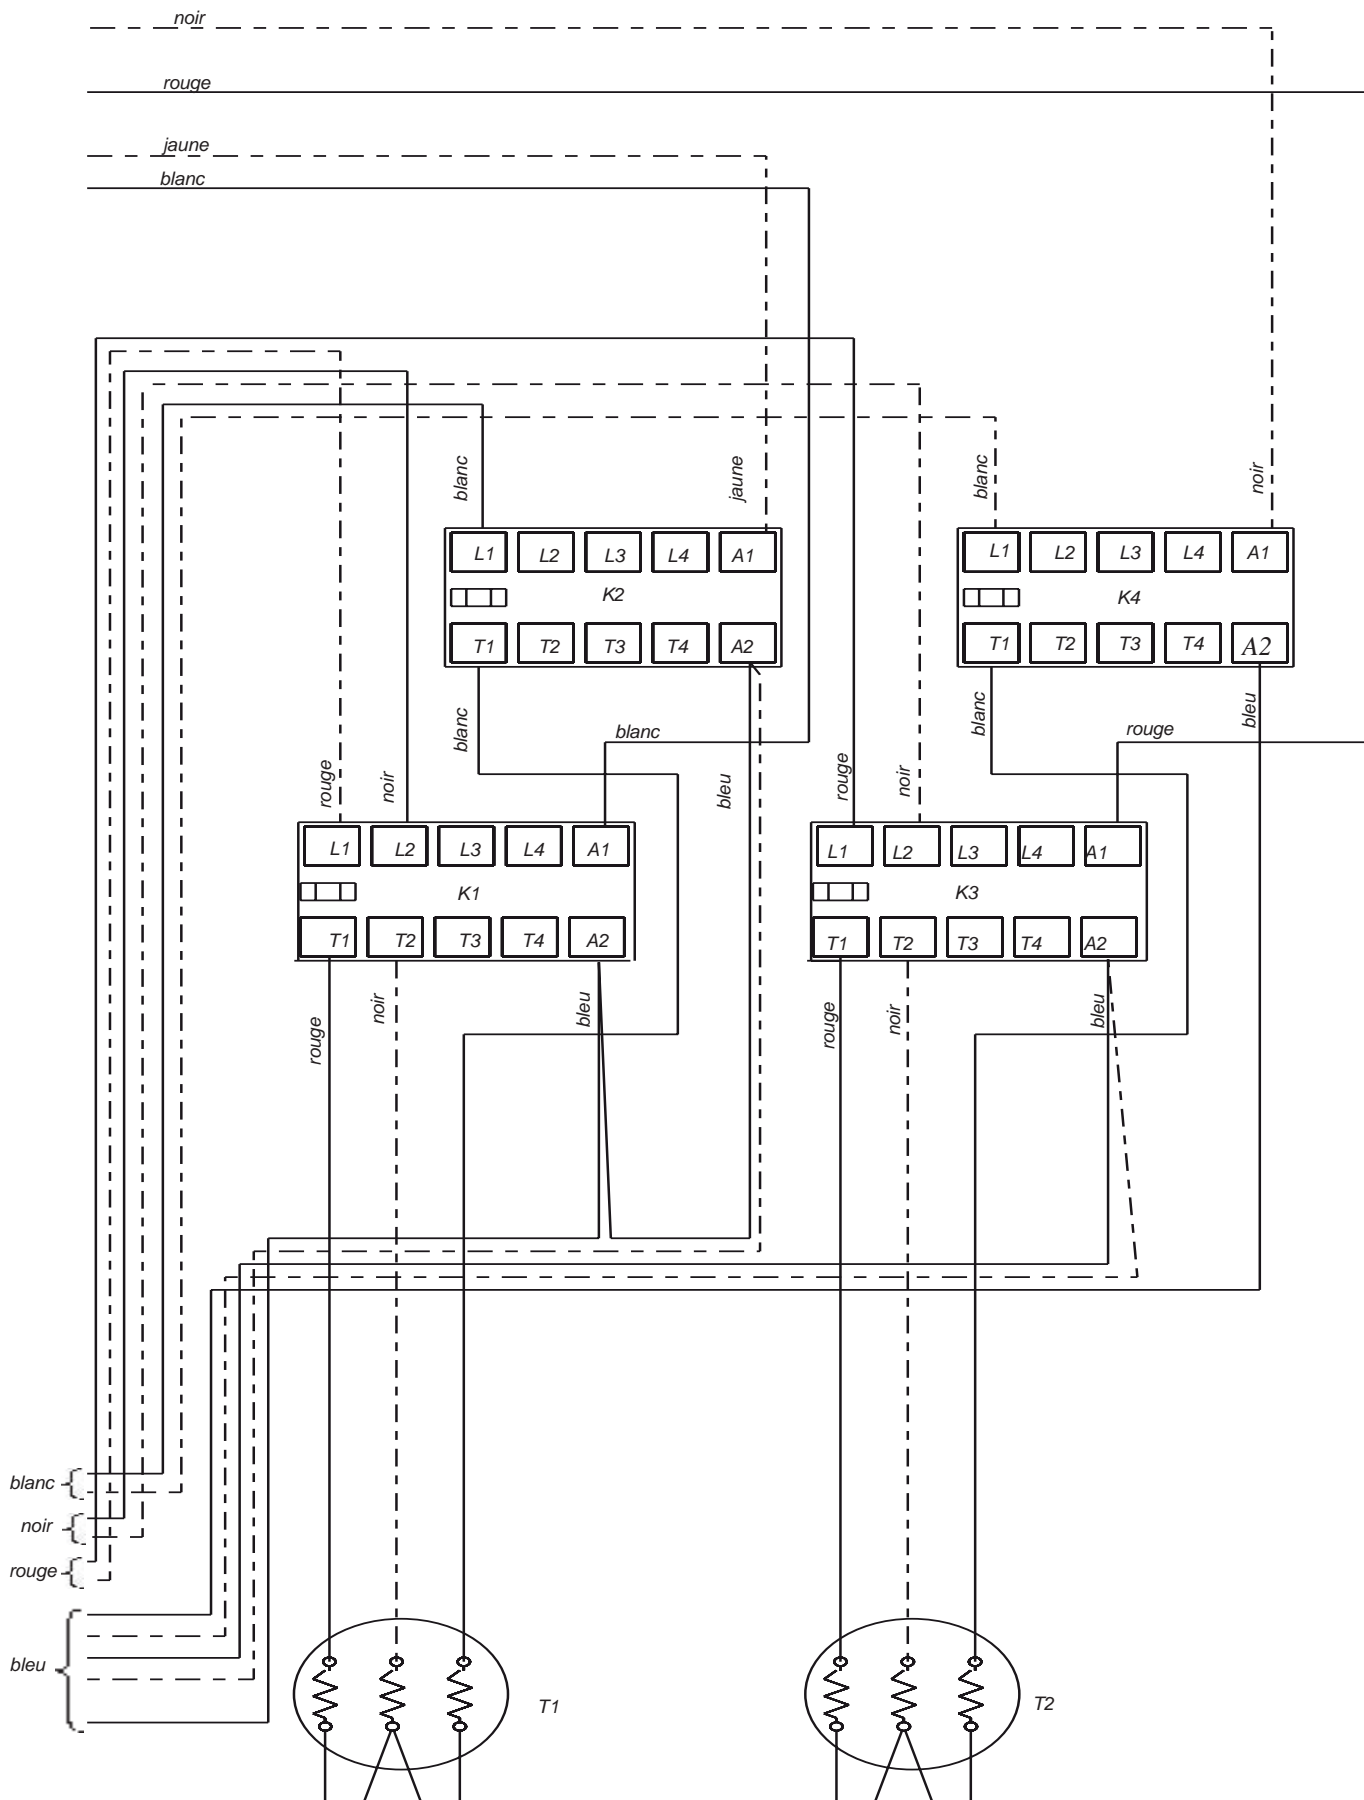 noir
rouge
jaune
blanc
blanc
jaune
blanc
noir
L1 L2 L3 L4 A1
K2
T1 T2 T3 T4 A2
L1 L2 L3 L4 A1
K4
T1 T2 T3 T4 A2
blanc
blanc
bleu
rouge
noir
blanc
bleu
rouge
noir
rouge
L1 L2 L3 L4 A1
K1
T1 T2 T3 T4 A2
L1 L2 L3 L4 A1
K3
T1 T2 T3 T4 A2
rouge
noir
bleu
rouge
noir
bleu
blanc
noir
rouge
bleu
T1
T2